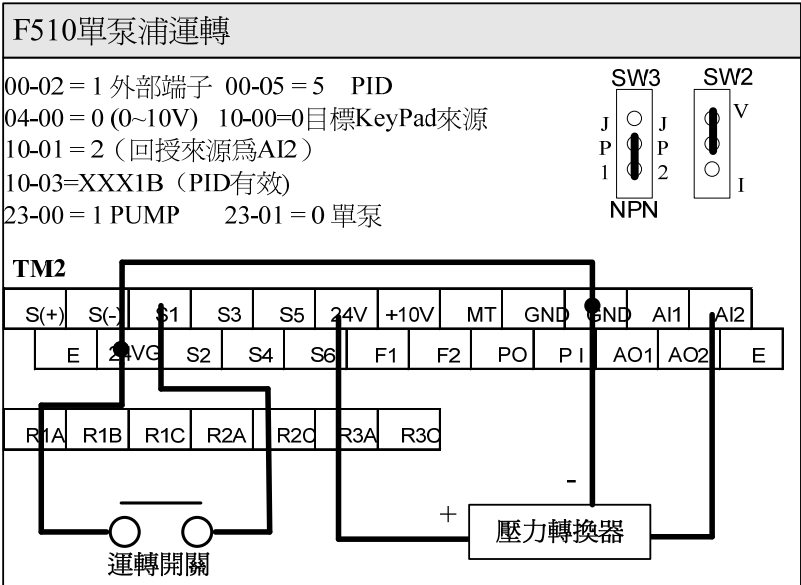 F510單泵浦運轉
00-02 = 1 外部端子 00-05 = 5 PID
04-00 = 0 (0~10V) 10-00=0目標KeyPad來源
10-01 = 2（回授來源為AI2）
10-03=XXX1B（PID有效)
23-00 = 1 PUMP 23-01 = 0 單泵
SW3 SW2
J J V
P P
1 2 I
NPN
TM2
S(+) S(-) S1 S3 S5 24V +10V MT GND GND AI1 AI2
E 24VG S2 S4 S6 F1 F2 PO P I AO1 AO2 E
R1A R1B R1C R2A R2C R3A R3C
-
+
壓力轉換器
運轉開關